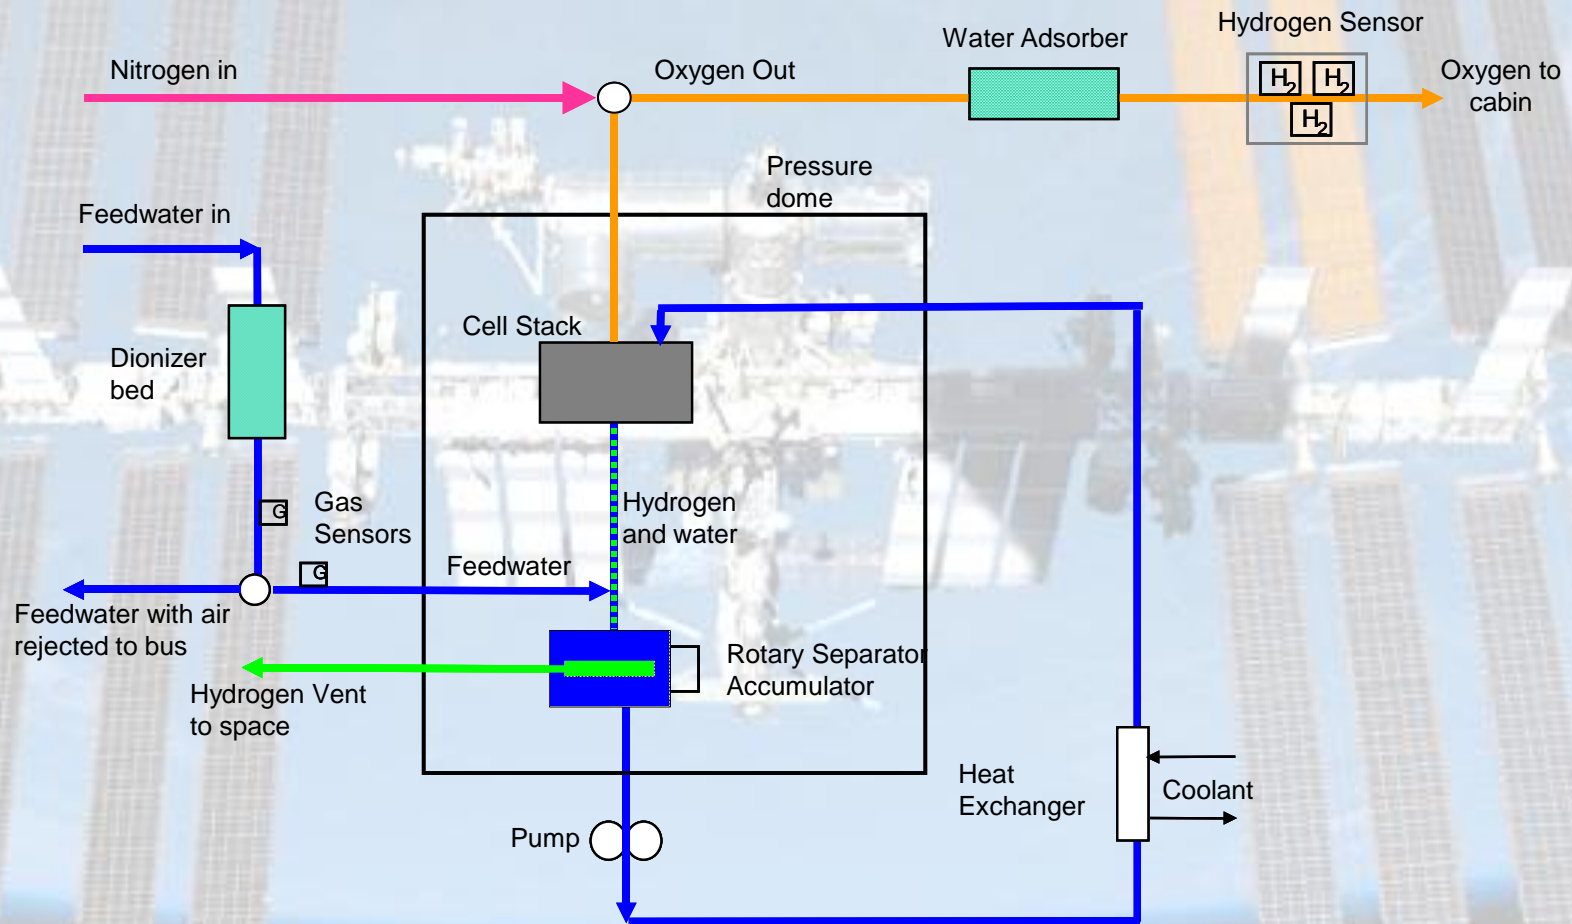 Hydrogen Sensor
Water Adsorber
Nitrogen in
Oxygen Out
H2 H2
H2
Oxygen to
cabin
Pressure
dome
Feedwater in
Cell Stack
Dionizer
bed
G
Gas
Sensors
Hydrogen
and water
G
Feedwater
Feedwater with air
rejected to bus
Rotary Separator
Accumulator
Hydrogen Vent
to space
Heat
Exchanger
Coolant
Pump